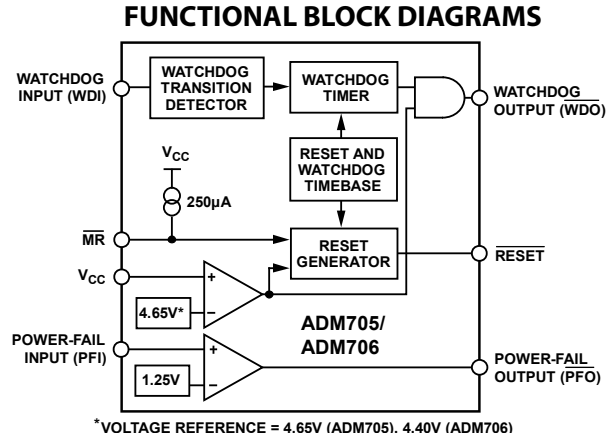 FUNCTIONAL BLOCK DIAGRAMS
WATCHDOG
INPUT (WDI)
WATCHDOG
TRANSITION
DETECTOR
WATCHDOG
TIMER
WATCHDOG
OUTPUT (WDO)
RESET AND
WATCHDOG
TIMEBASE
VCC
250µA
MR
RESET
GENERATOR
RESET
VCC
+
−
4.65V*
ADM705/
ADM706
POWER-FAIL
INPUT (PFI)
+
−
1.25V
POWER-FAIL
OUTPUT (PFO)
*VOLTAGE REFERENCE = 4.65V (ADM705), 4.40V (ADM706)